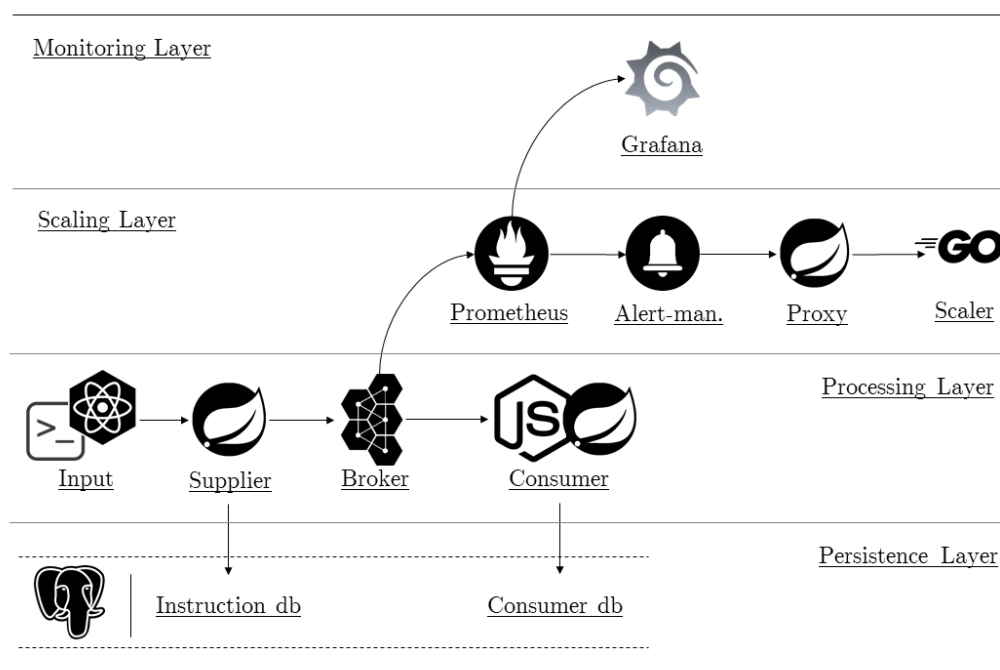 Monitoring Layer
Grafana
Scaling Layer
GO
Prometheus
Alert-man.
Proxy
Scaler
Processing Layer
>_
JS
Input
Supplier
Broker
Consumer
Persistence Layer
Instruction db
Consumer db